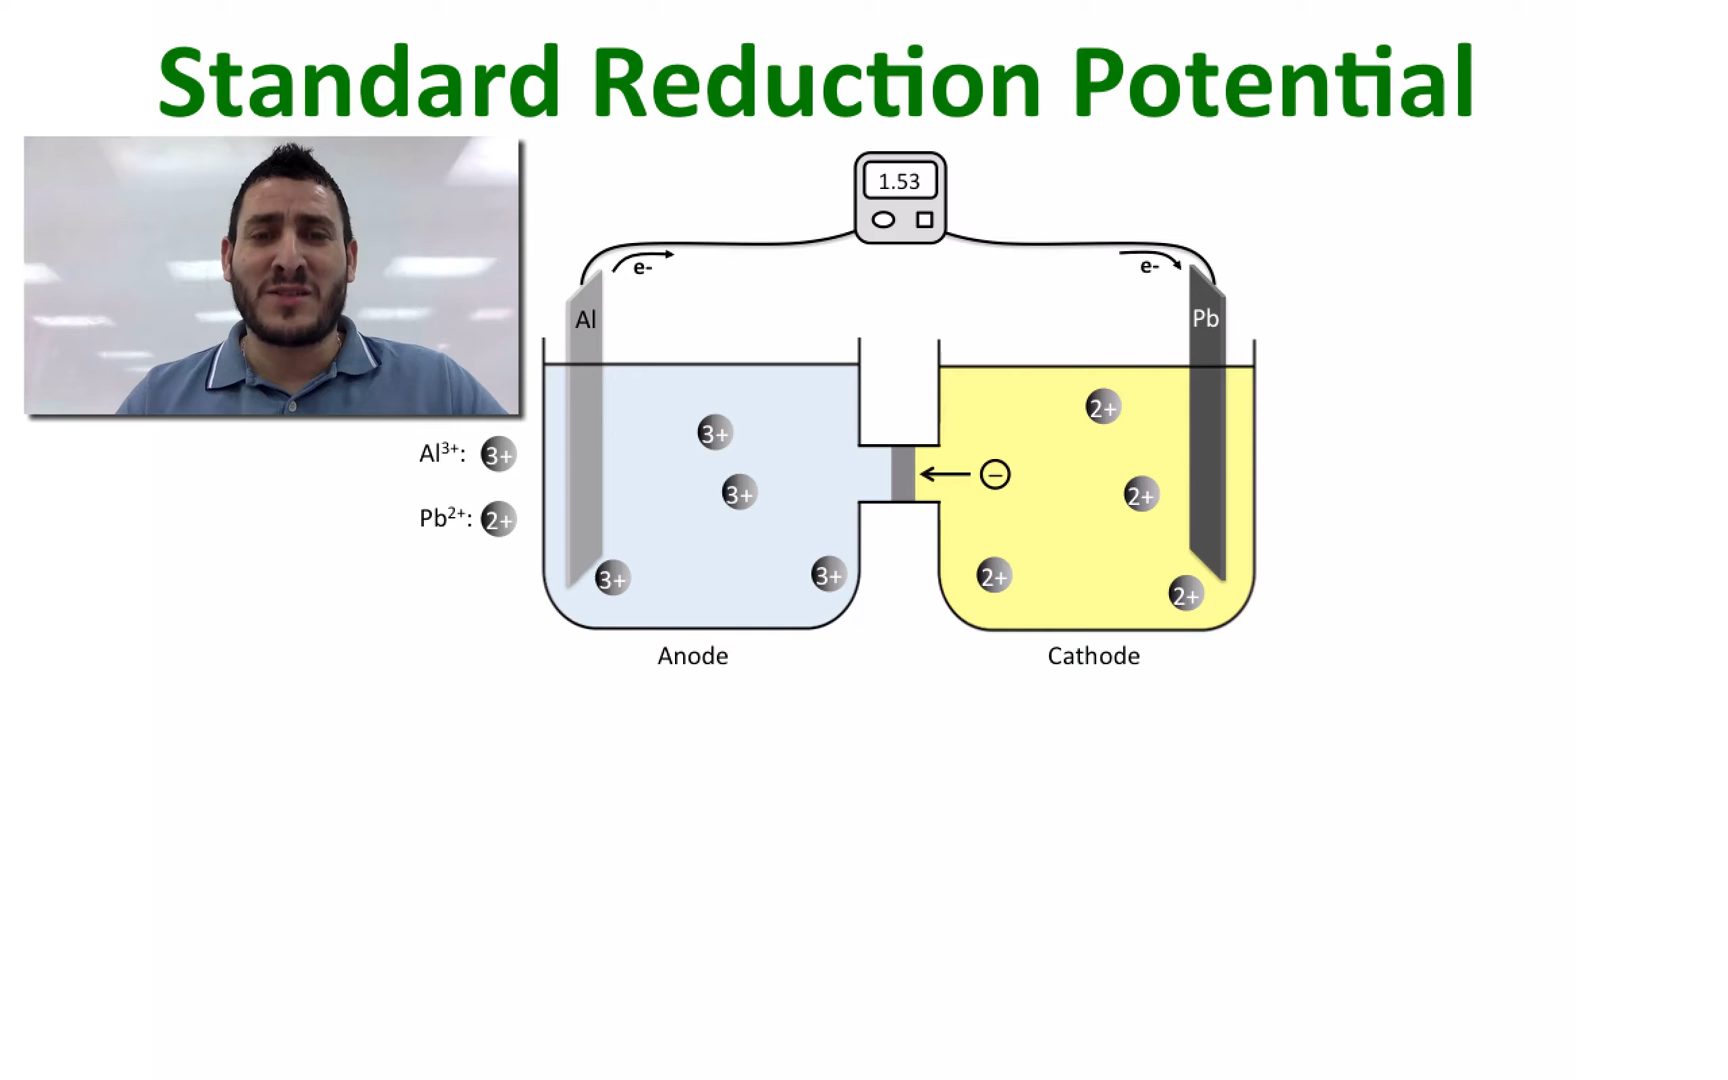 Standard Reduction Potential
1.53
e-
e-
Al
Pb
Al³⁺: 3+
Pb²⁺: 2+
3+
3+
3+
3+
2+
−
2+
2+
2+
Anode
Cathode